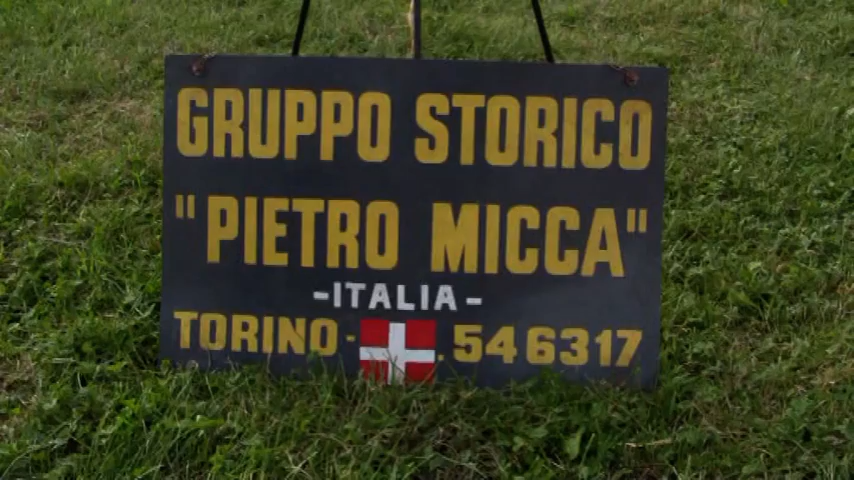 GRUPPO STORICO
"PIETRO MICCA"
-ITALIA-
TORINO - . 546317